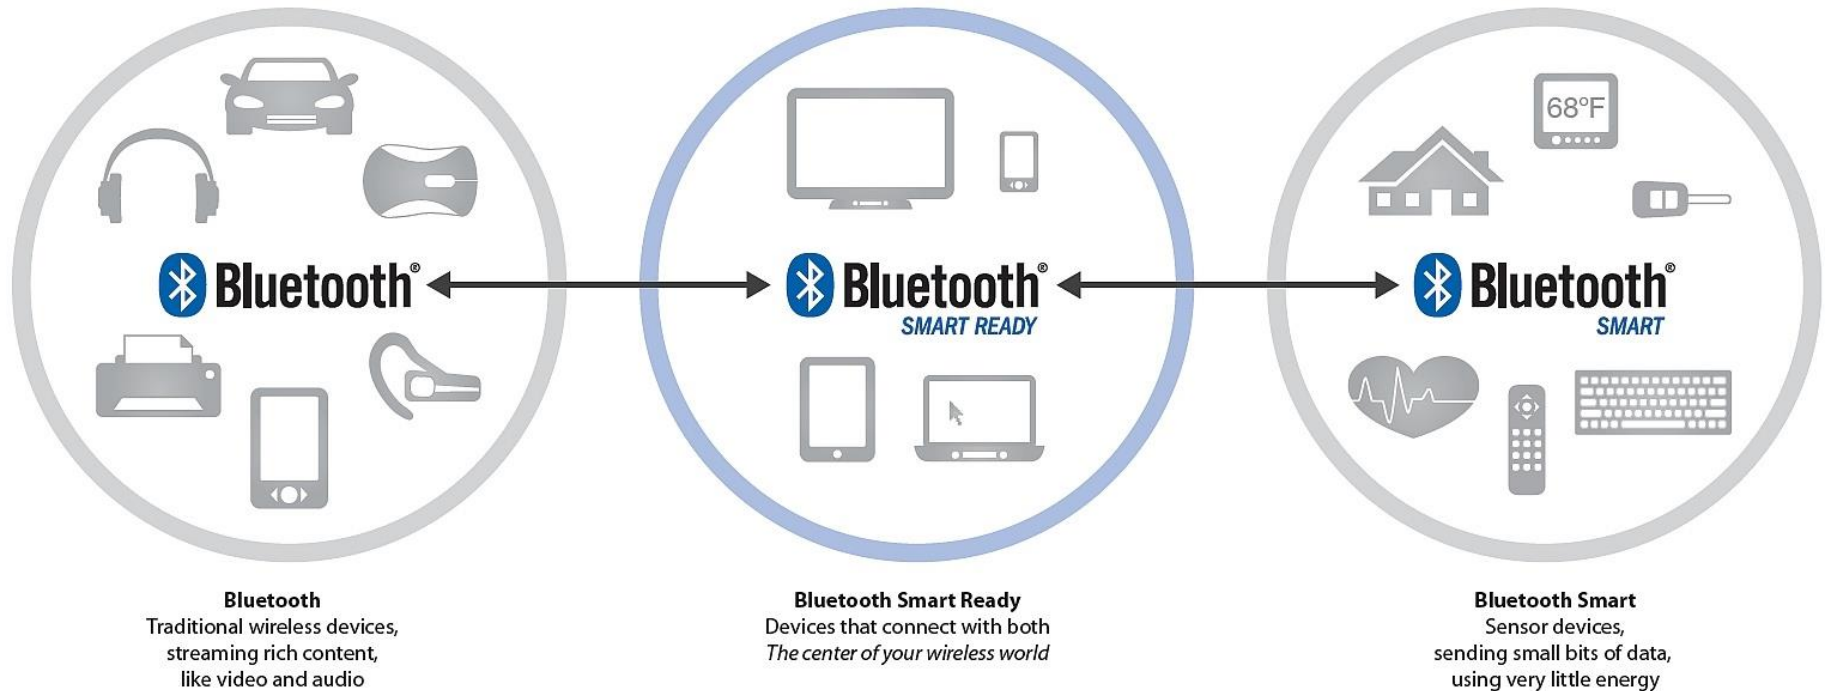 68°F
Bluetooth®
Bluetooth®
SMART READY
Bluetooth®
SMART
Bluetooth
Traditional wireless devices,
streaming rich content,
like video and audio
Bluetooth Smart Ready
Devices that connect with both
The center of your wireless world
Bluetooth Smart
Sensor devices,
sending small bits of data,
using very little energy